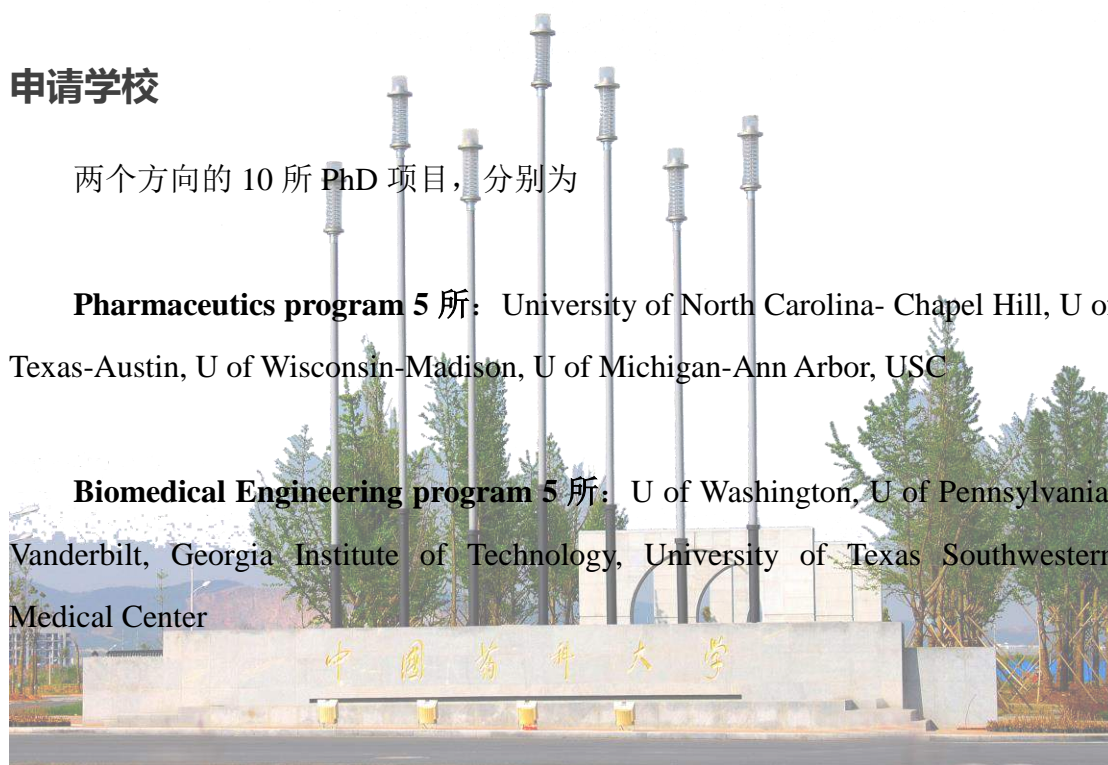 申请学校
两个方向的 10 所 PhD 项目，分别为
Pharmaceutics program 5 所：University of North Carolina- Chapel Hill, U of
Texas-Austin, U of Wisconsin-Madison, U of Michigan-Ann Arbor, USC
Biomedical Engineering program 5 所：U of Washington, U of Pennsylvania,
Vanderbilt, Georgia Institute of Technology, University of Texas Southwestern
Medical Center
中国药科大学